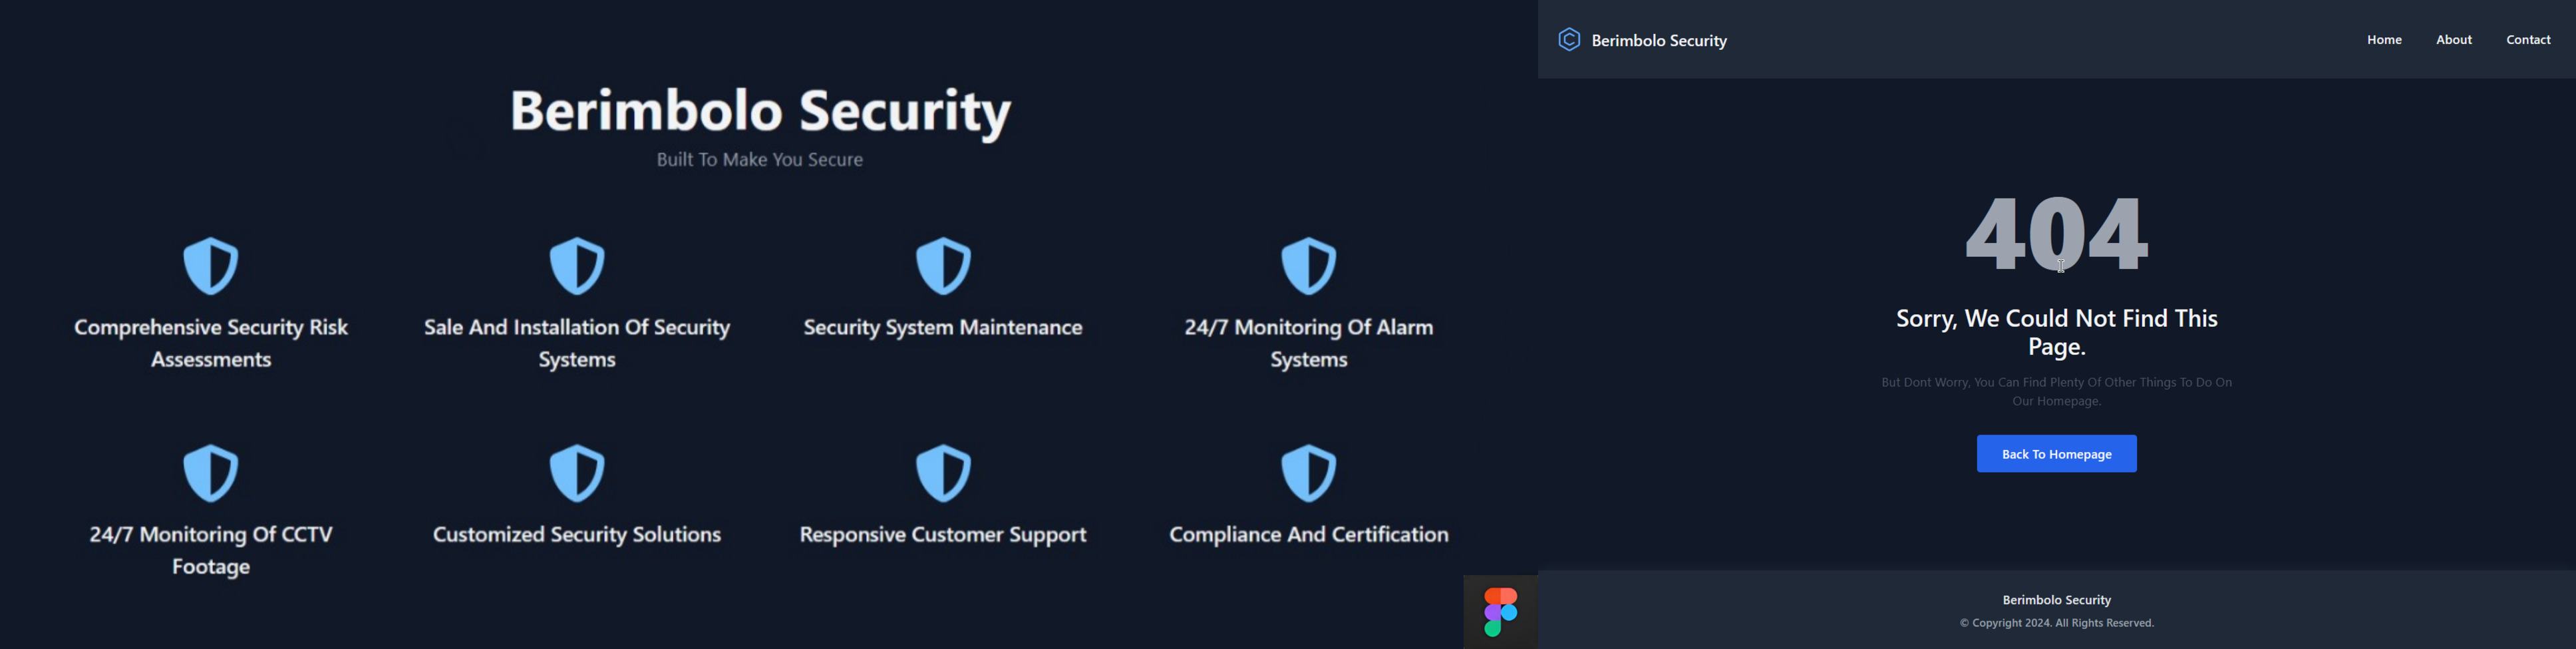 Berimbolo Security
Built To Make You Secure
Comprehensive Security Risk
Assessments
Sale And Installation Of Security
Systems
Security System Maintenance
24/7 Monitoring Of Alarm
Systems
24/7 Monitoring Of CCTV
Footage
Customized Security Solutions
Responsive Customer Support
Compliance And Certification
Berimbolo Security
Home
About
Contact
404
Sorry, We Could Not Find This
Page.
But Dont Worry, You Can Find Plenty Of Other Things To Do On
Our Homepage.
Back To Homepage
Berimbolo Security
© Copyright 2024. All Rights Reserved.